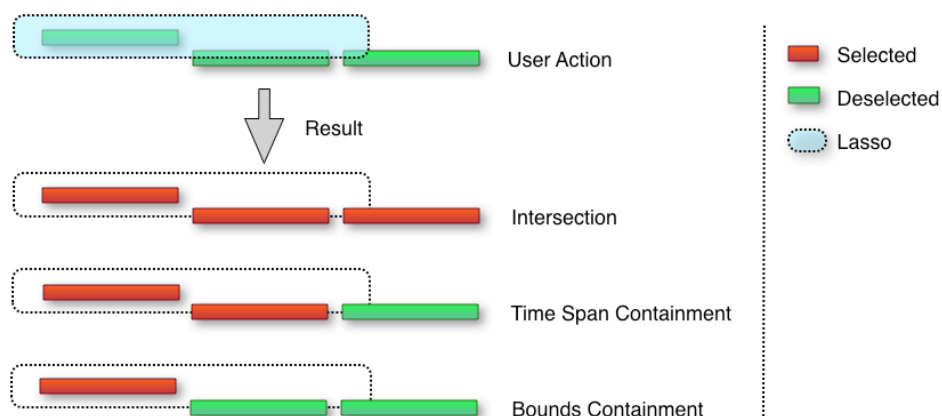 User Action
Selected
Deselected
Lasso
Result
Intersection
Time Span Containment
Bounds Containment